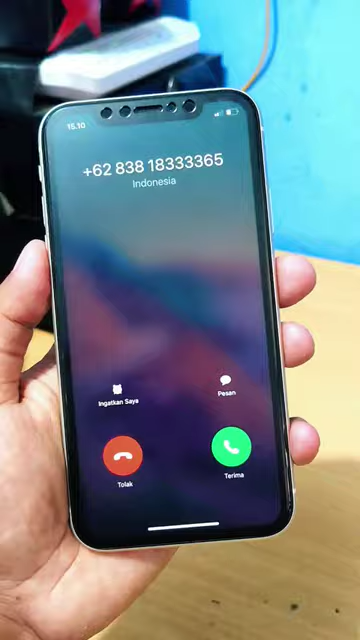 15.10
+62 838 18333365
Indonesia
Ingatkan Saya
Pesan
Tolak
Terima